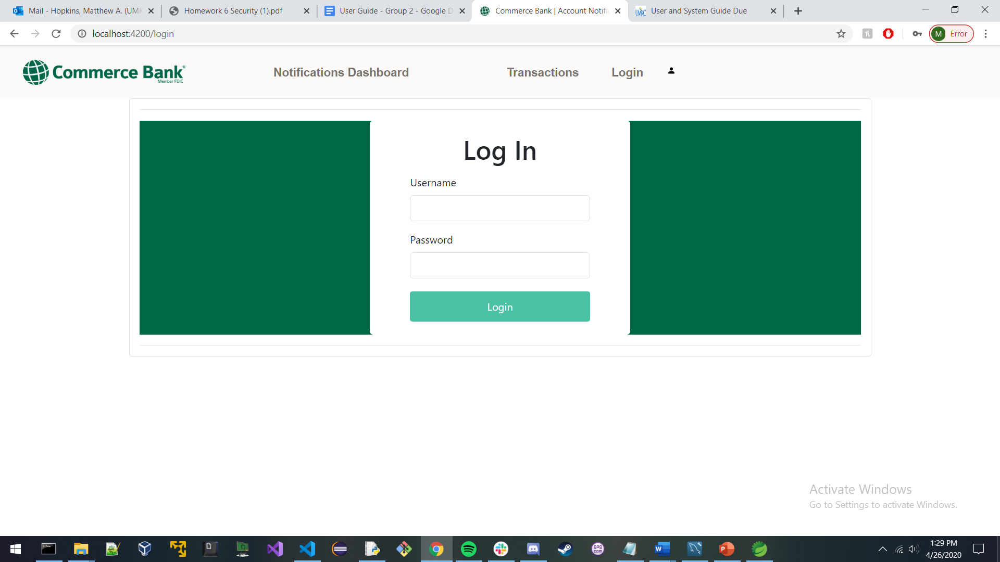 Mail - Hopkins, Matthew A. (UMK
Homework 6 Security (1).pdf
User Guide - Group 2 - Google D
Commerce Bank | Account Notifi
UMKC
User and System Guide Due
localhost:4200/login
M
Error
Commerce Bank®
Member FDIC
Notifications Dashboard
Transactions
Login
Log In
Username
Password
Login
Activate Windows
Go to Settings to activate Windows.
1:29 PM
4/26/2020